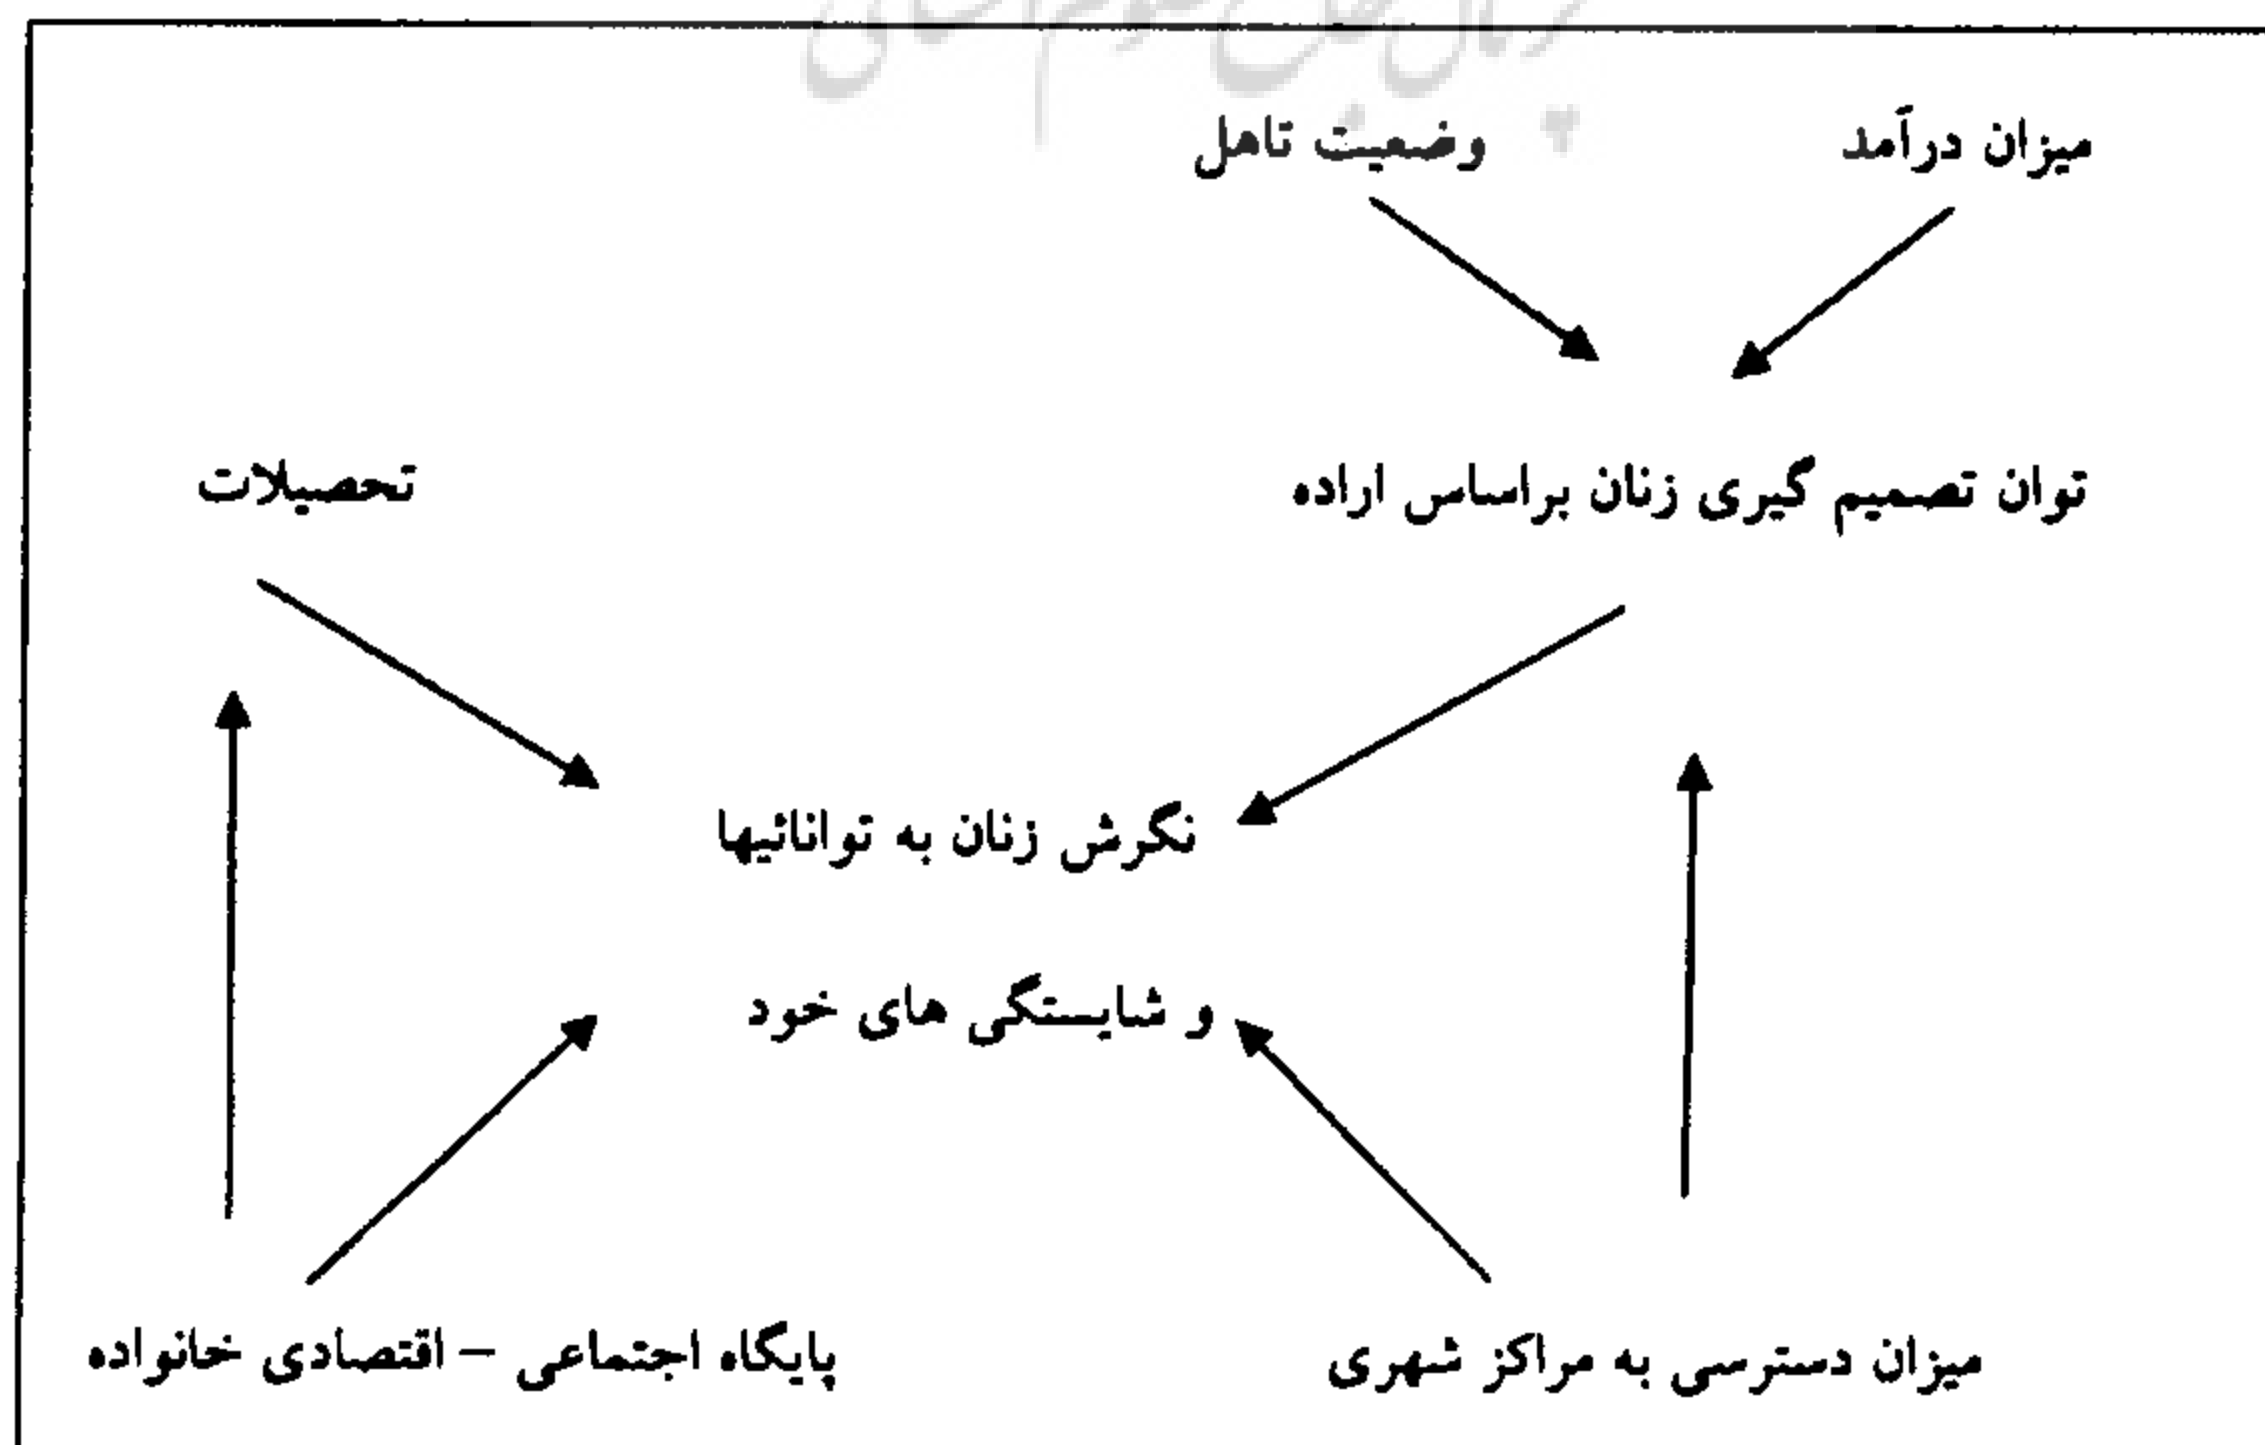 میزان درآمد
وضعیت تاهل
توان تصمیم گیری زنان براساس اراده
تحصیلات
نگرش زنان به توانائیها
و شایستگی های خود
میزان دسترسی به مراکز شهری
پایگاه اجتماعی – اقتصادی خانواده